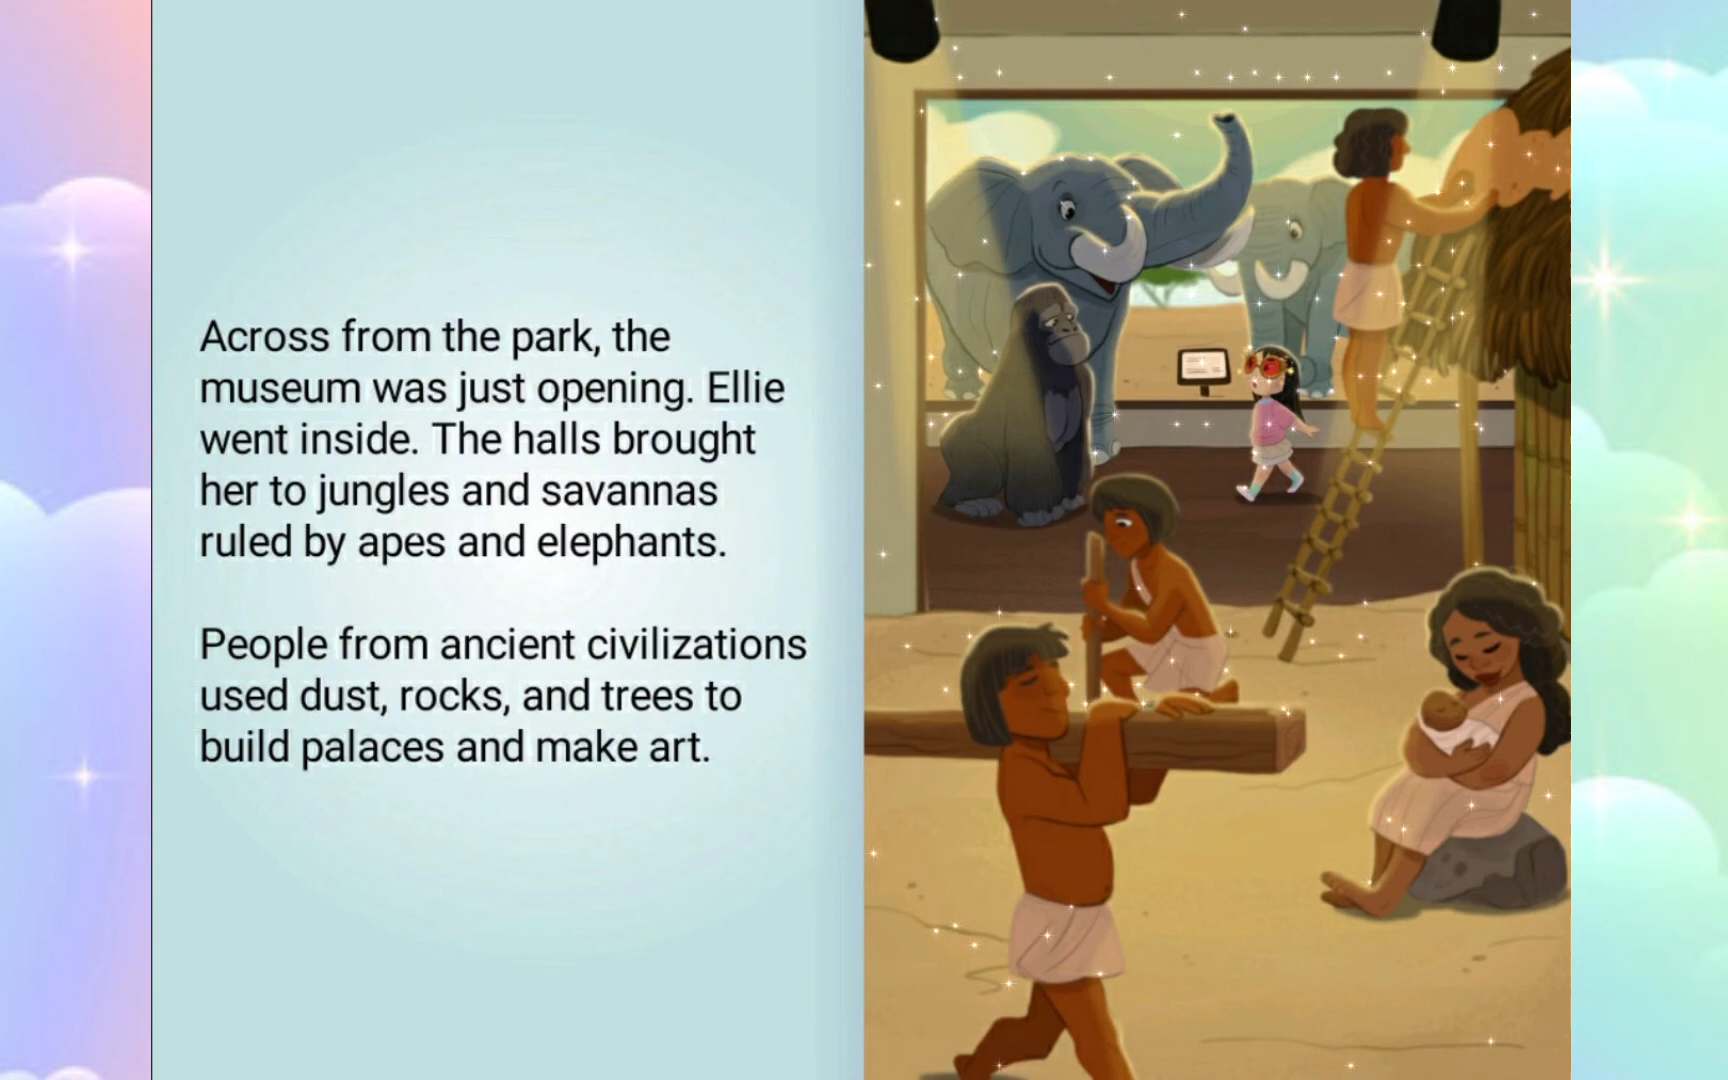 Across from the park, the
museum was just opening. Ellie
went inside. The halls brought
her to jungles and savannas
ruled by apes and elephants.
People from ancient civilizations
used dust, rocks, and trees to
build palaces and make art.